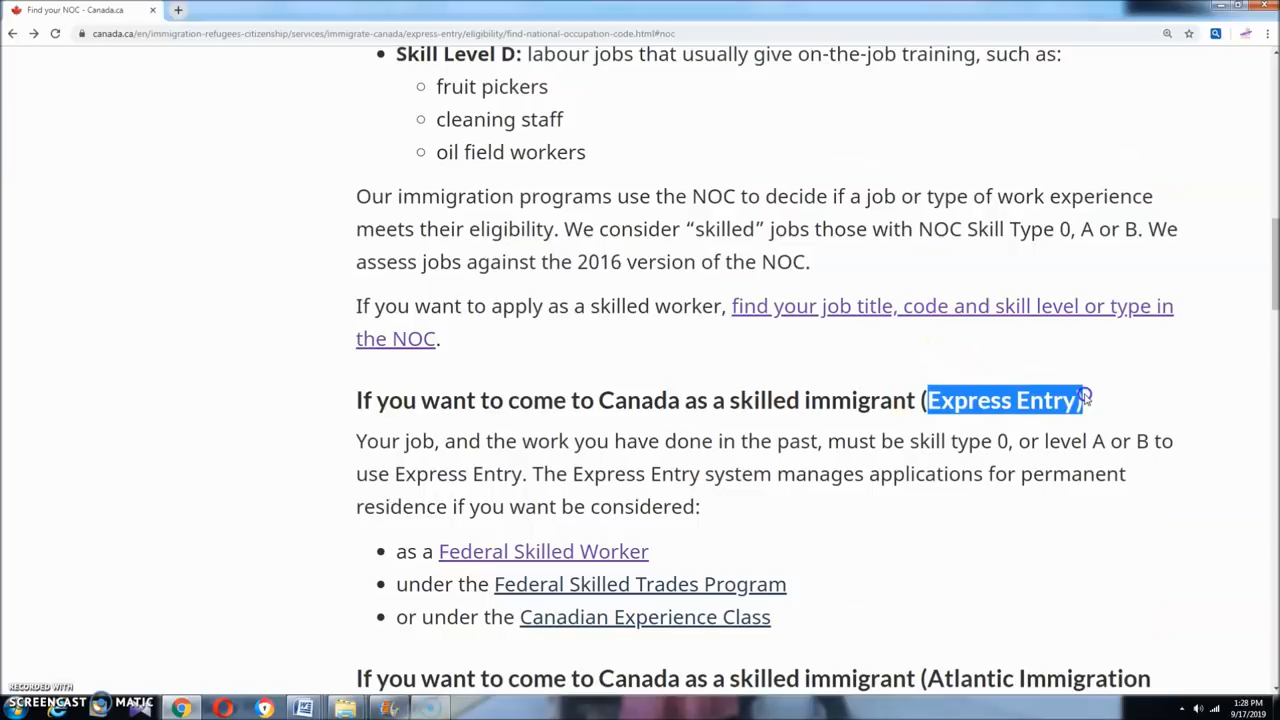 Find your NOC - Canada.ca
canada.ca/en/immigration-refugees-citizenship/services/immigrate-canada/express-entry/eligibility/find-national-occupation-code.html#noc
Skill Level D: labour jobs that usually give on-the-job training, such as:
fruit pickers
cleaning staff
oil field workers
Our immigration programs use the NOC to decide if a job or type of work experience
meets their eligibility. We consider “skilled” jobs those with NOC Skill Type 0, A or B. We
assess jobs against the 2016 version of the NOC.
If you want to apply as a skilled worker, find your job title, code and skill level or type in
the NOC.
If you want to come to Canada as a skilled immigrant (Express Entry)
Your job, and the work you have done in the past, must be skill type 0, or level A or B to
use Express Entry. The Express Entry system manages applications for permanent
residence if you want be considered:
as a Federal Skilled Worker
under the Federal Skilled Trades Program
or under the Canadian Experience Class
If you want to come to Canada as a skilled immigrant (Atlantic Immigration
RECORDED WITH
SCREENCAST MATIC
1:28 PM
9/17/2019